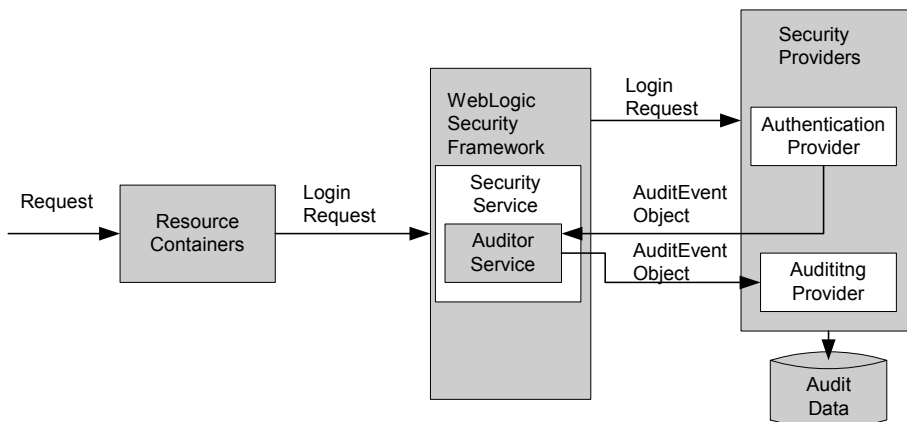 Request
Resource
Containers
Login
Request
WebLogic
Security
Framework
Security
Service
Auditor
Service
Login
Request
AuditEvent
Object
AuditEvent
Object
Security
Providers
Authentication
Provider
Audititng
Provider
Audit
Data